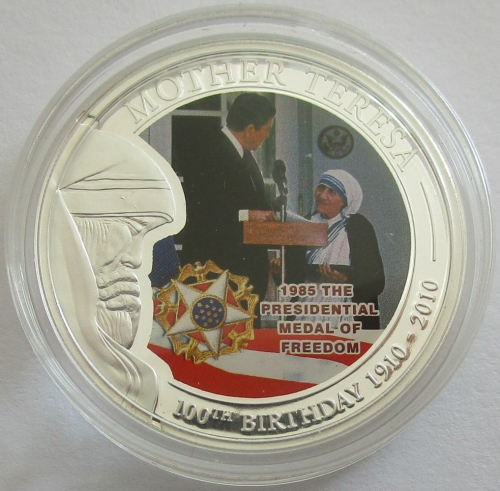 MOTHER TERESA
1985 THE
PRESIDENTIAL
MEDAL OF
FREEDOM
100TH BIRTHDAY 1910 - 2010